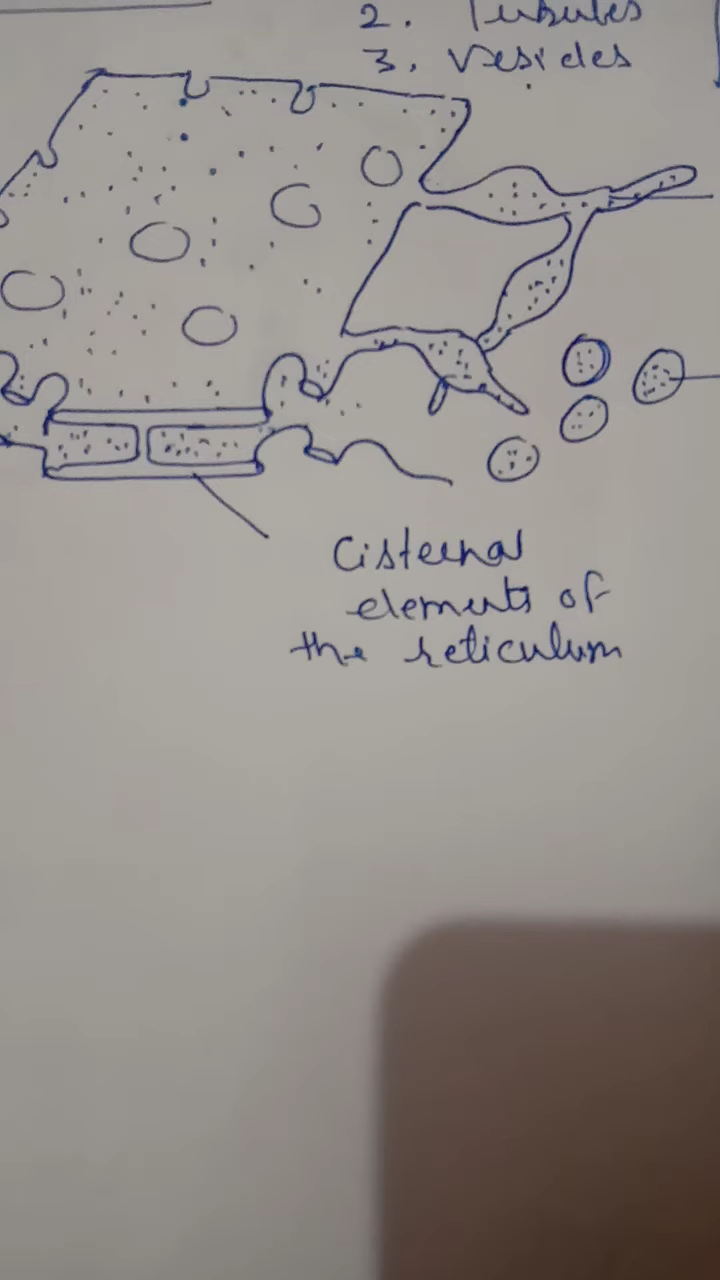 2. Tubules
3. Vesicles
Cisternal
elements of
the reticulum